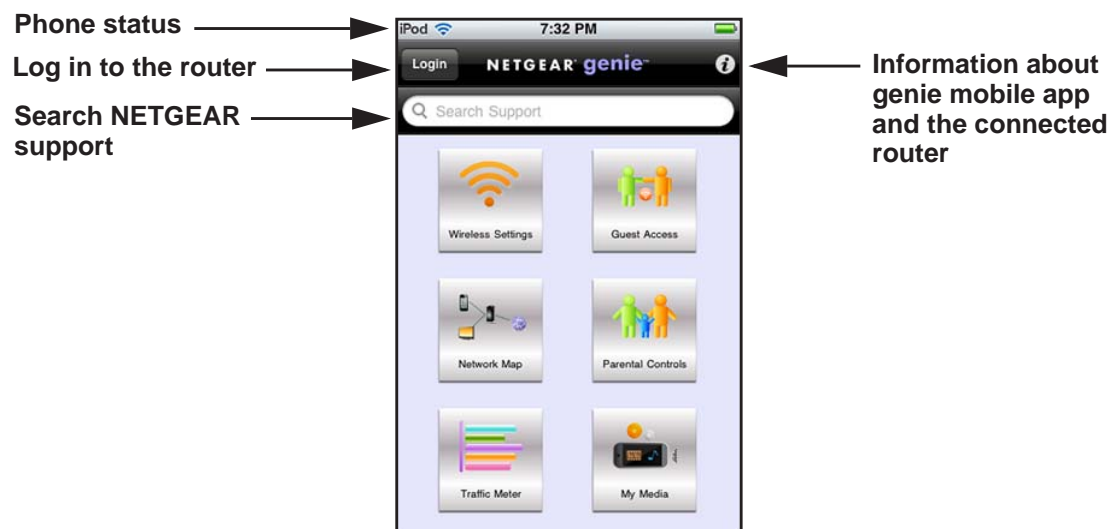 Phone status
Log in to the router
Search NETGEAR
support
iPod 7:32 PM
Login NETGEAR genie
Search Support
Wireless Settings Guest Access
Network Map Parental Controls
Traffic Meter My Media
Information about
genie mobile app
and the connected
router